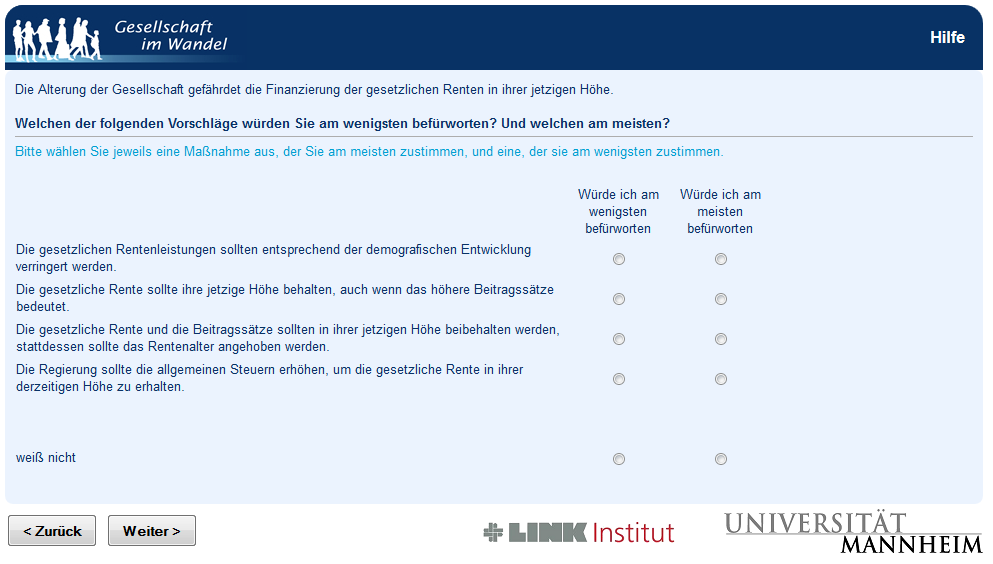 Gesellschaft
im Wandel
Hilfe
Die Alterung der Gesellschaft gefährdet die Finanzierung der gesetzlichen Renten in ihrer jetzigen Höhe.
Welchen der folgenden Vorschläge würden Sie am wenigsten befürworten? Und welchen am meisten?
Bitte wählen Sie jeweils eine Maßnahme aus, der Sie am meisten zustimmen, und eine, der sie am wenigsten zustimmen.
Würde ich am
wenigsten
befürworten
Würde ich am
meisten
befürworten
Die gesetzlichen Rentenleistungen sollten entsprechend der demografischen Entwicklung
verringert werden.
Die gesetzliche Rente sollte ihre jetzige Höhe behalten, auch wenn das höhere Beitragssätze
bedeutet.
Die gesetzliche Rente und die Beitragssätze sollten in ihrer jetzigen Höhe beibehalten werden,
stattdessen sollte das Rentenalter angehoben werden.
Die Regierung sollte die allgemeinen Steuern erhöhen, um die gesetzliche Rente in ihrer
derzeitigen Höhe zu erhalten.
weiß nicht
< Zurück
Weiter >
LINK Institut
UNIVERSITÄT
MANNHEIM